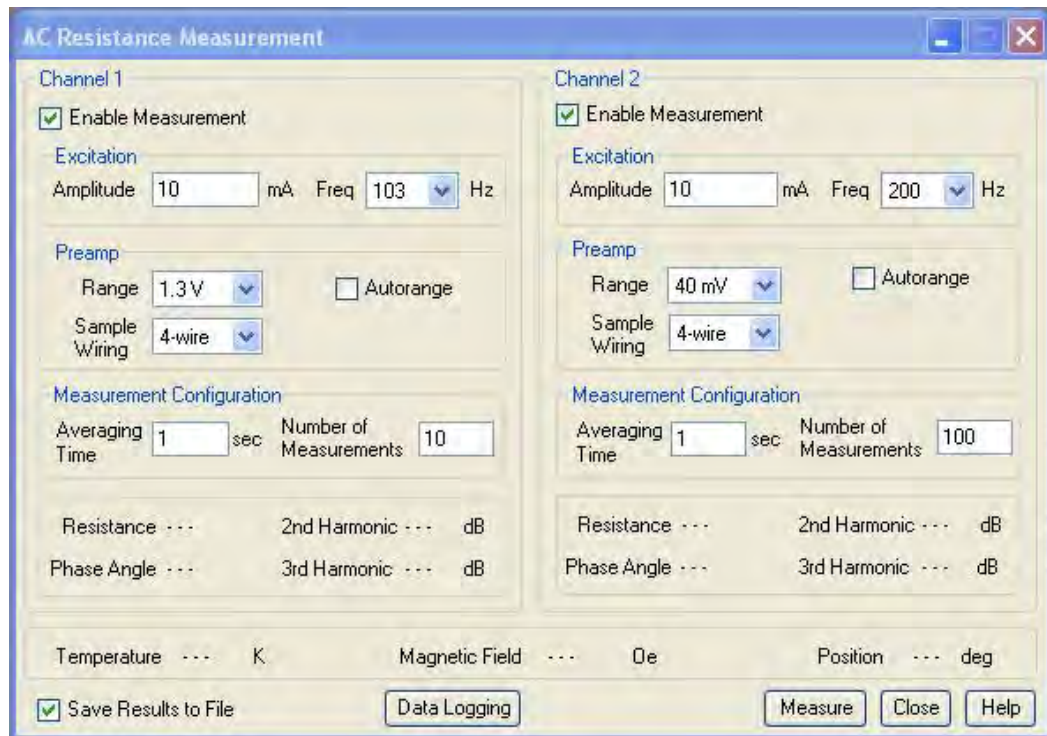 AC Resistance Measurement
Channel 1
Enable Measurement
Excitation
Amplitude 10 mA Freq 103 Hz
Preamp
Range 1.3 V Autorange
Sample Wiring 4-wire
Measurement Configuration
Averaging Time 1 sec Number of Measurements 10
Resistance --- 2nd Harmonic --- dB
Phase Angle --- 3rd Harmonic --- dB
Channel 2
Enable Measurement
Excitation
Amplitude 10 mA Freq 200 Hz
Preamp
Range 40 mV Autorange
Sample Wiring 4-wire
Measurement Configuration
Averaging Time 1 sec Number of Measurements 100
Resistance --- 2nd Harmonic --- dB
Phase Angle --- 3rd Harmonic --- dB
Temperature --- K Magnetic Field --- Oe Position --- deg
Save Results to File Data Logging Measure Close Help